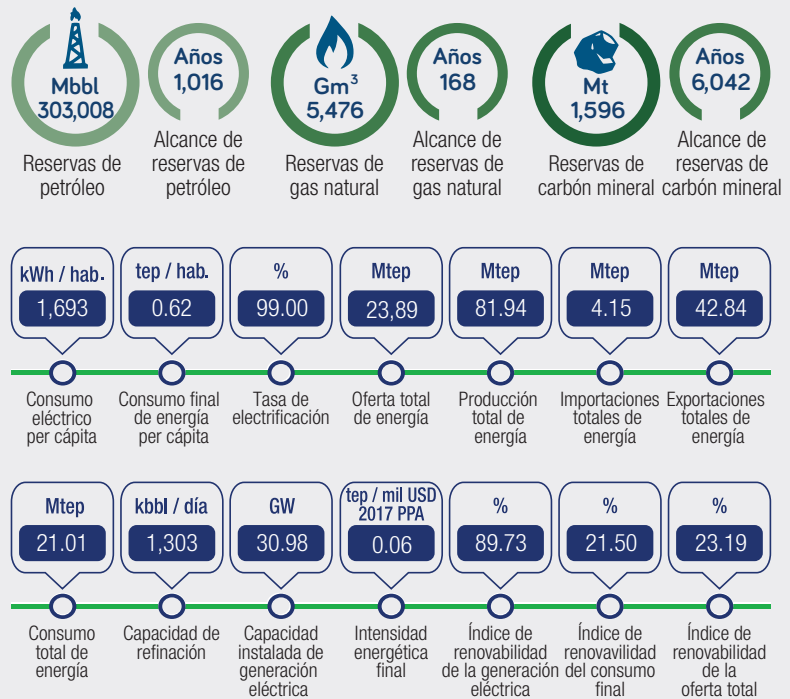 Mbbl
303,008
Reservas de
petróleo
Años
1,016
Alcance de
reservas de
petróleo
Gm³
5,476
Reservas de
gas natural
Años
168
Alcance de
reservas de
gas natural
Mt
1,596
Reservas de
carbón mineral
Años
6,042
Alcance de
reservas de
carbón mineral
kWh / hab.
1,693
Consumo
eléctrico
per cápita
tep / hab.
0.62
Consumo final
de energía
per cápita
%
99.00
Tasa de
electrificación
Mtep
23,89
Oferta total
de energía
Mtep
81.94
Producción
total de
energía
Mtep
4.15
Importaciones
totales de
energía
Mtep
42.84
Exportaciones
totales de
energía
Mtep
21.01
Consumo
total de
energía
kbbl / día
1,303
Capacidad de
refinación
GW
30.98
Capacidad
instalada de
generación
eléctrica
tep / mil USD
2017 PPA
0.06
Intensidad
energética
final
%
89.73
Índice de
renovabilidad
de la generación
eléctrica
%
21.50
Índice de
renovavilidad
del consumo
final
%
23.19
Índice de
renovabilidad
de la
oferta total